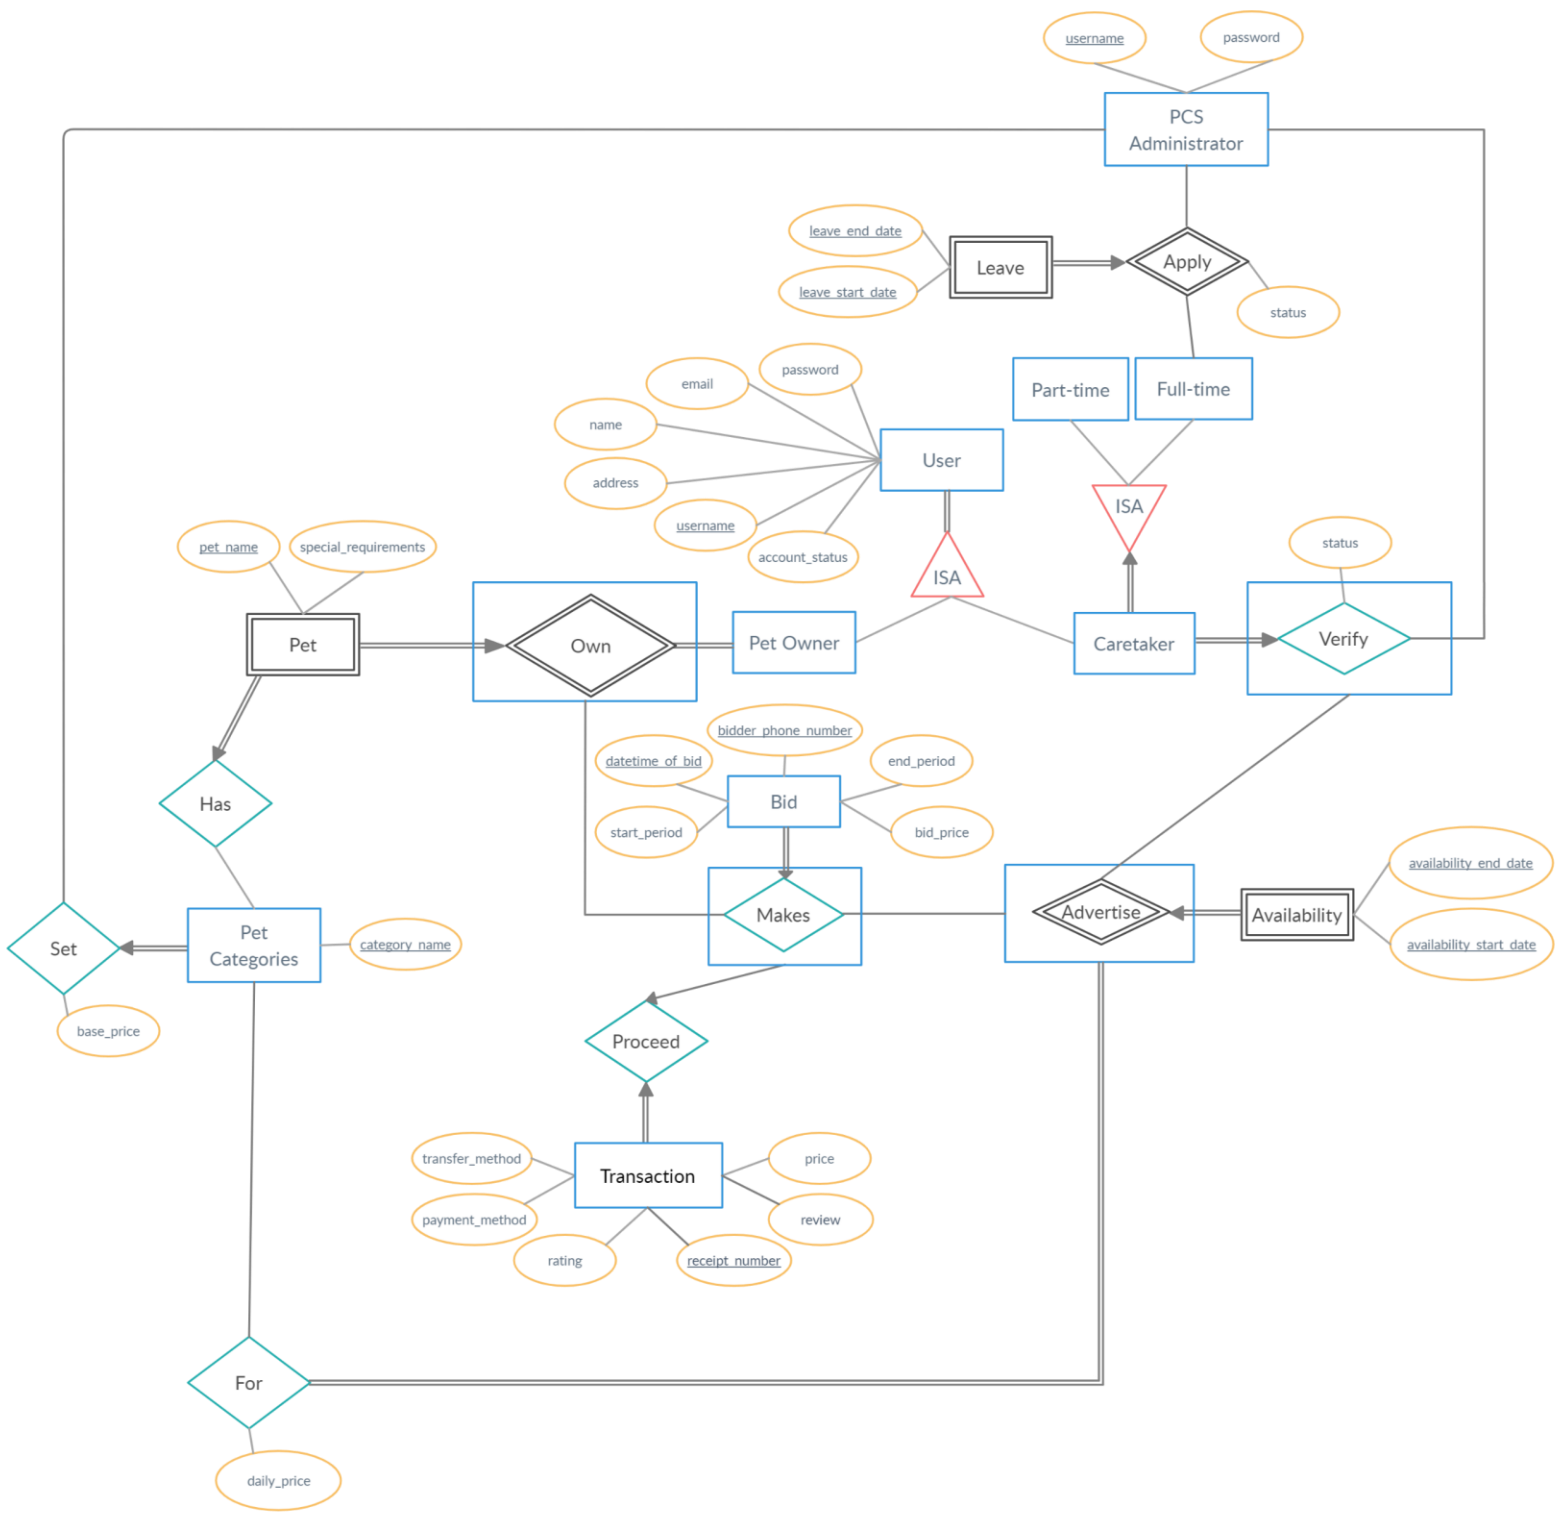 username
password
PCS
Administrator
leave_end_date
Leave
Apply
leave_start_date
status
email
password
Part-time
Full-time
name
User
address
ISA
username
account_status
status
pet_name
special_requirements
ISA
Pet
Own
Pet Owner
Caretaker
Verify
bidder_phone_number
datetime_of_bid
end_period
Has
Bid
start_period
bid_price
availability_end_date
Pet
Categories
category_name
Set
Makes
Advertise
Availability
availability_start_date
base_price
Proceed
transfer_method
price
Transaction
payment_method
review
rating
receipt_number
For
daily_price